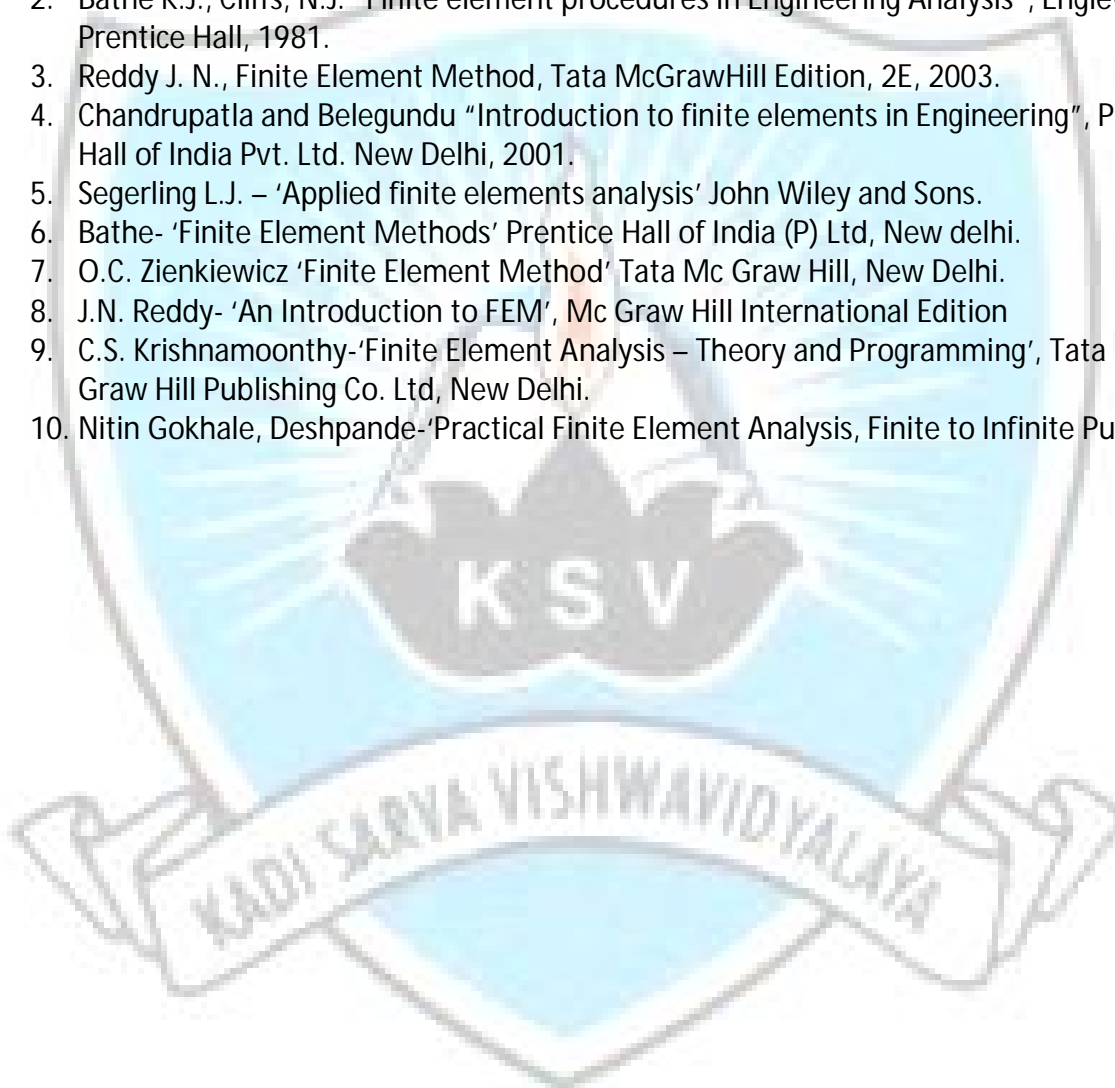 2. Bathe K.J., Cliffs, N.J. "Finite element procedures in Engineering Analysis",
Prentice Hall, 1981.
3. Reddy J. N., Finite Element Method, Tata McGrawHill Edition, 2E, 2003.
4. Chandrupatla and Belegundu “Introduction to finite elements in Engineering”, P
Hall of India Pvt. Ltd. New Delhi, 2001.
5. Segerling L.J. – ‘Applied finite elements analysis’ John Wiley and Sons.
6. Bathe- ‘Finite Element Methods’ Prentice Hall of India (P) Ltd, New delhi.
7. O.C. Zienkiewicz ‘Finite Element Method’ Tata Mc Graw Hill, New Delhi.
8. J.N. Reddy- ‘An Introduction to FEM’, Mc Graw Hill International Edition
9. C.S. Krishnamoonthy-‘Finite Element Analysis – Theory and Programming’, Tata
Graw Hill Publishing Co. Ltd, New Delhi.
10. Nitin Gokhale, Deshpande-‘Practical Finite Element Analysis, Finite to Infinite Pu
KSV
KADI SARVA VISHWAVIDYALAYA